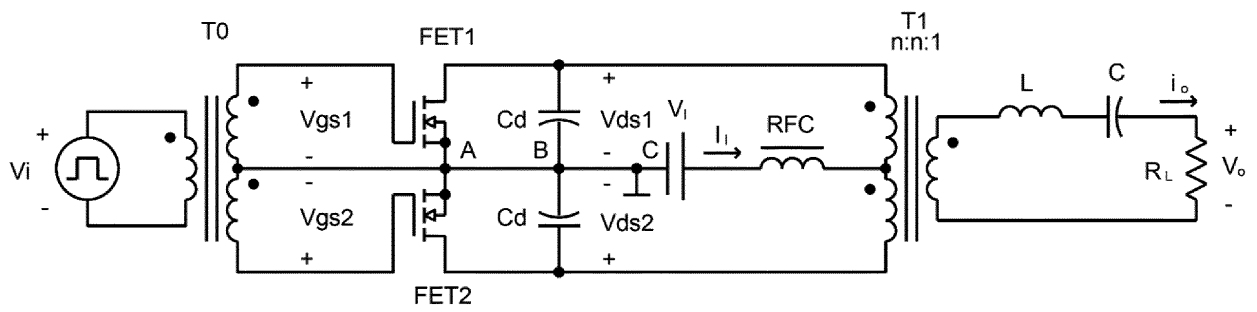 T0
FET1
T1
n:n:1
+
+
Vgs1
Cd
Vds1
V_I
I_I
RFC
L
C
i_o
+
Vi
-
-
A
B
-
C
+
R_L
V_o
-
-
-
Vgs2
Cd
Vds2
+
+
FET2